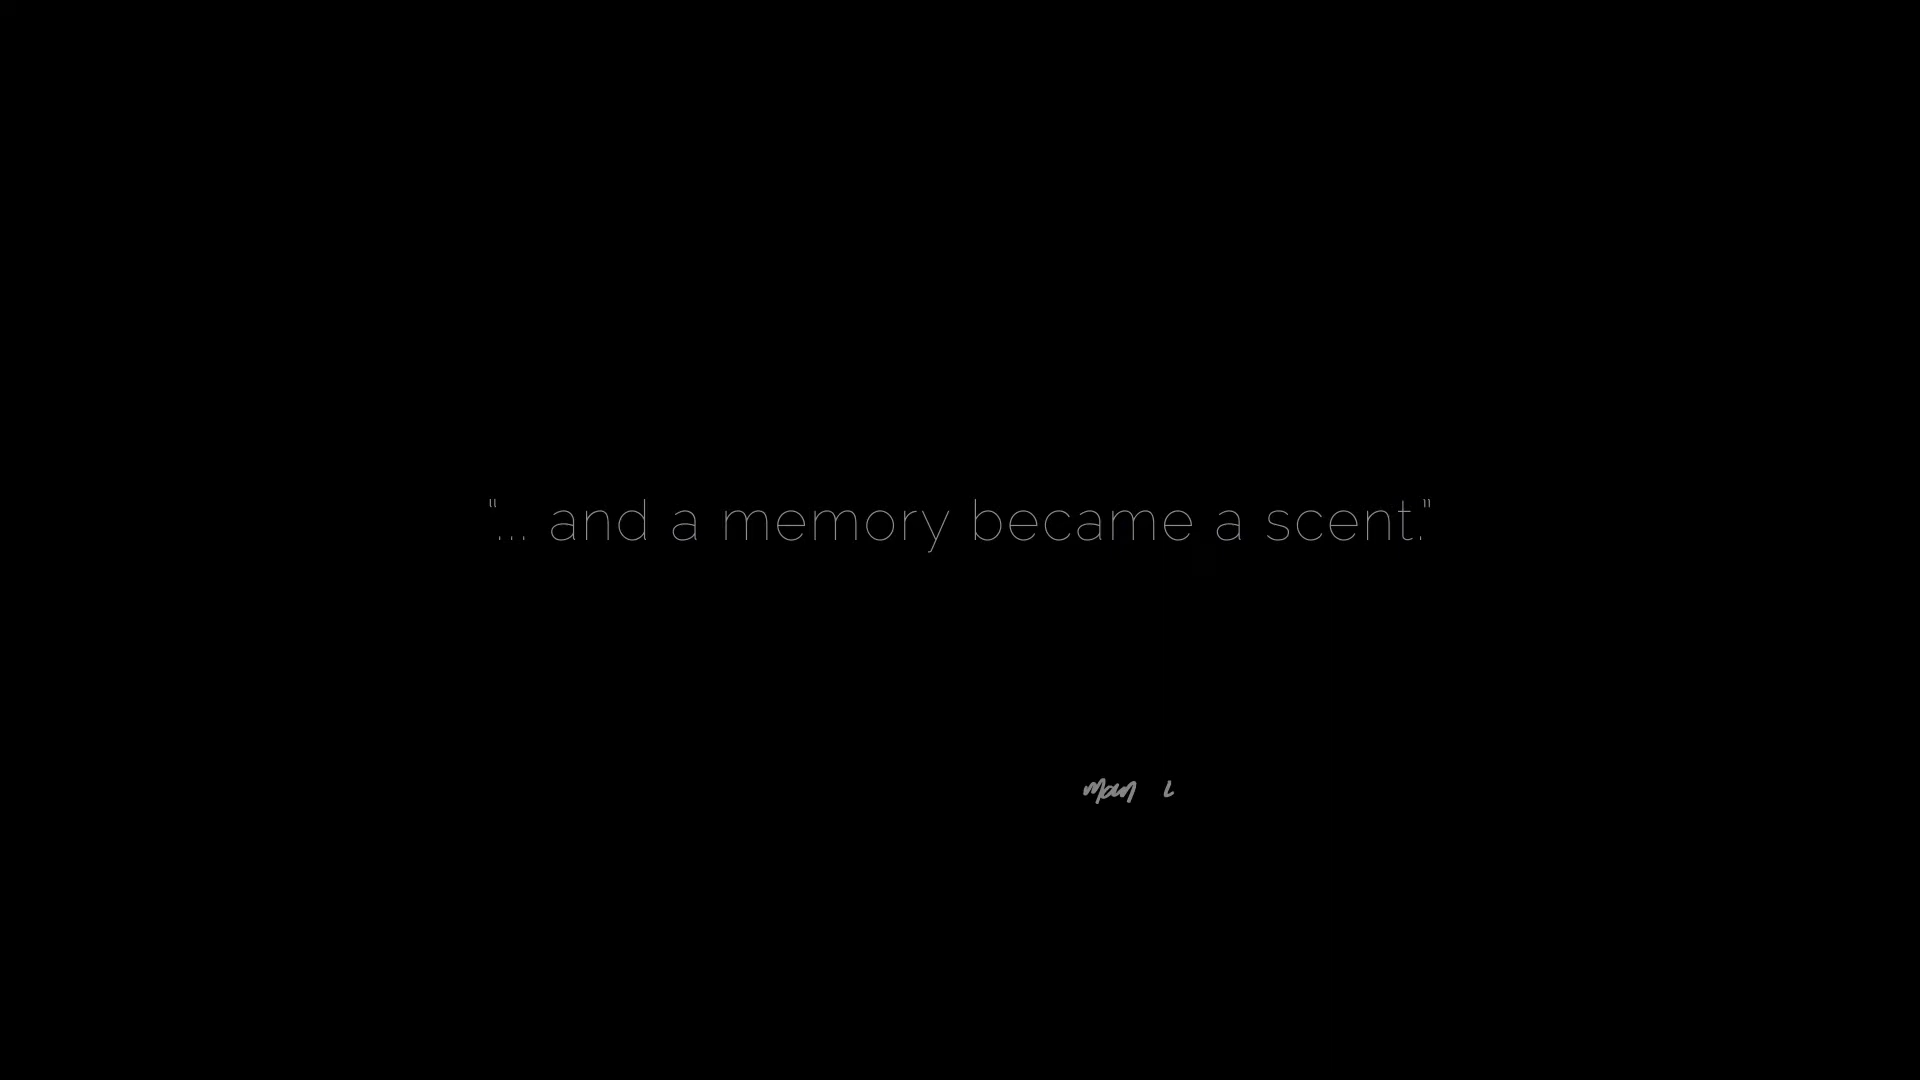 “... and a memory became a scent.”